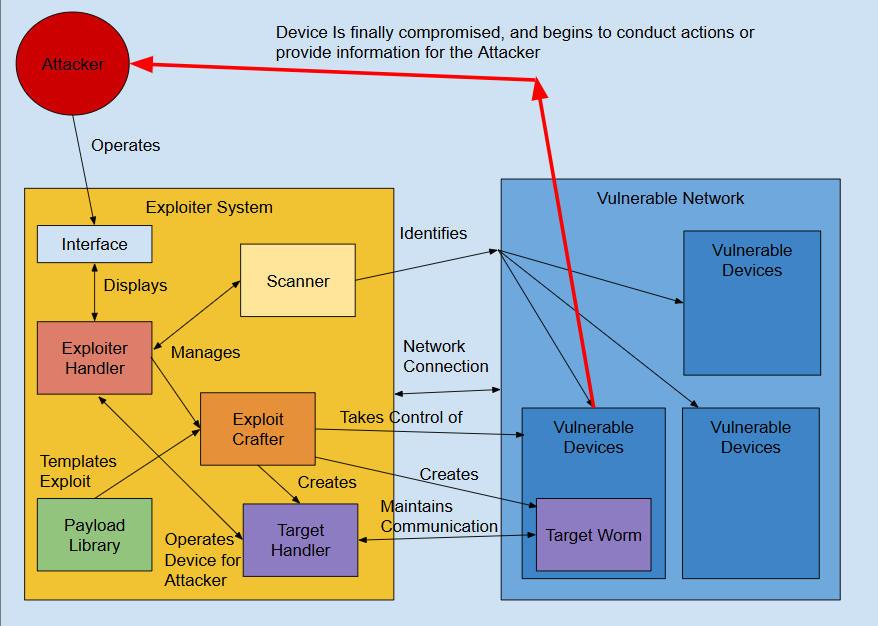 Device Is finally compromised, and begins to conduct actions or
provide information for the Attacker
Attacker
Operates
Exploiter System
Interface
Displays
Scanner
Exploiter
Handler
Manages
Exploit
Crafter
Templates
Exploit
Payload
Library
Creates
Operates
Device for
Attacker
Target
Handler
Identifies
Network
Connection
Takes Control of
Creates
Maintains
Communication
Vulnerable Network
Vulnerable
Devices
Vulnerable
Devices
Vulnerable
Devices
Target Worm